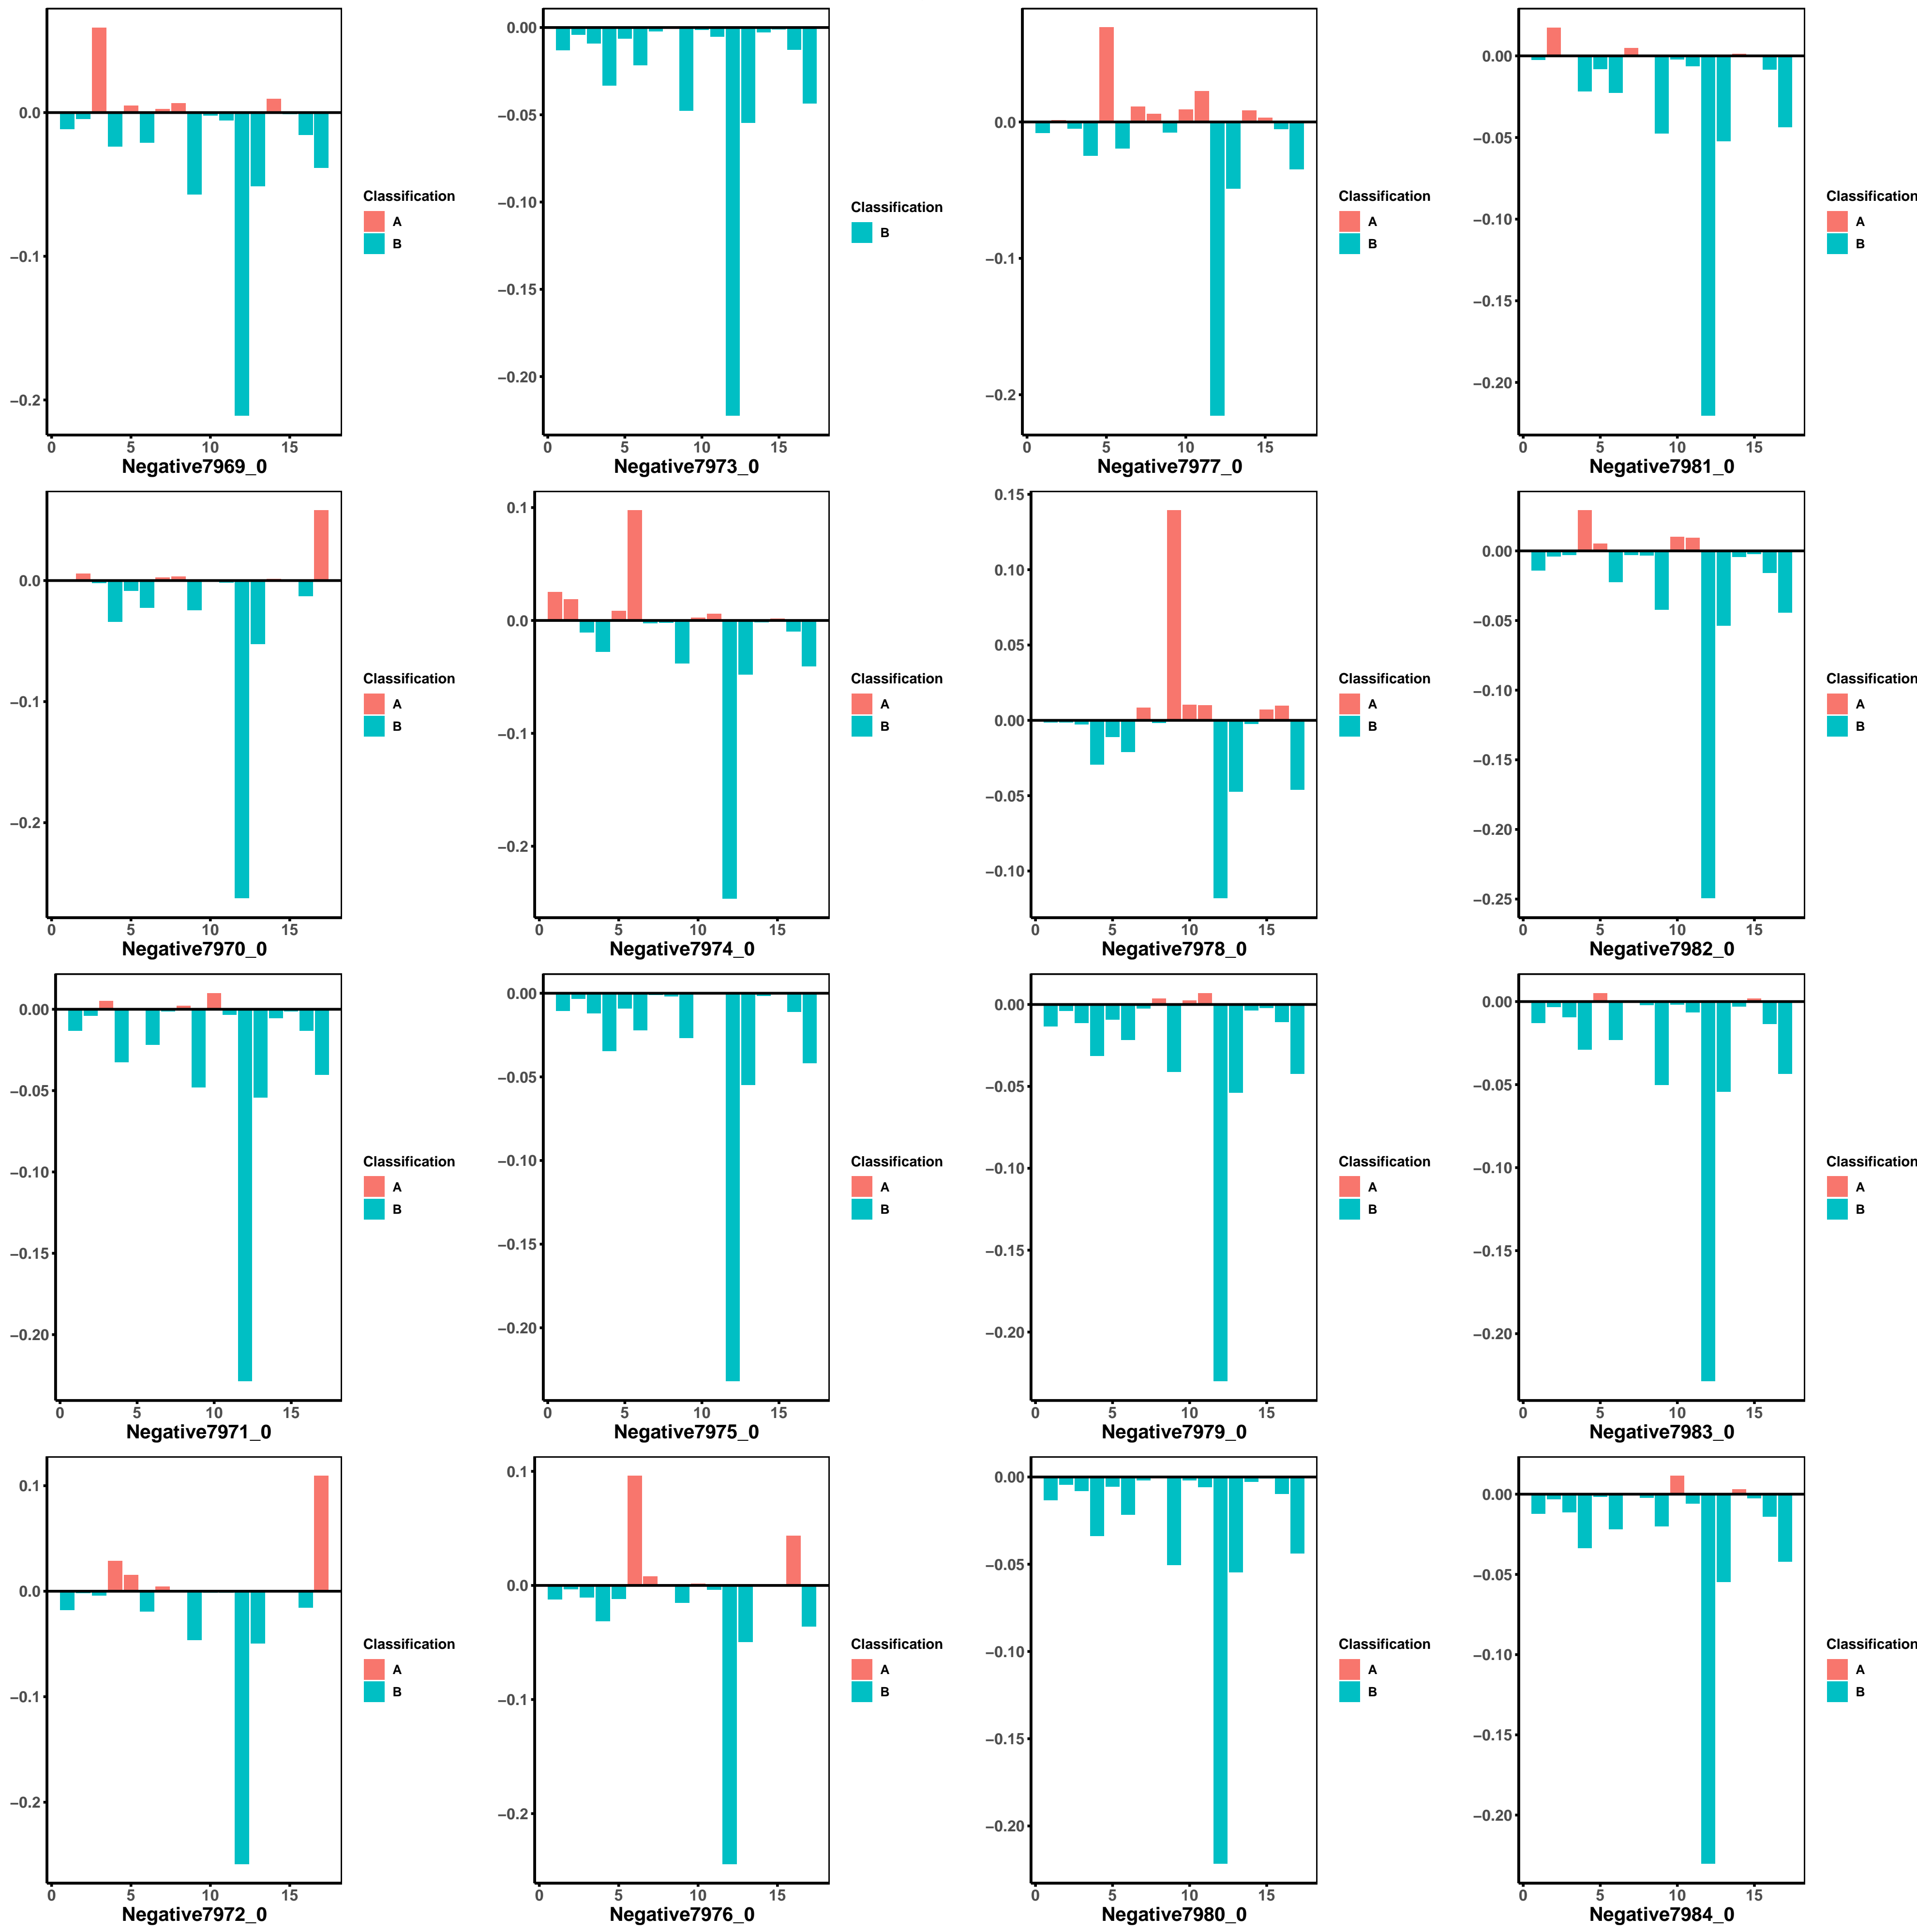 0.0
−0.1
−0.2
0 5 10 15
Negative7969_0
Classification
A
B
0.00
−0.05
−0.10
−0.15
−0.20
0 5 10 15
Negative7973_0
Classification
B
0.0
−0.1
−0.2
0 5 10 15
Negative7977_0
Classification
A
B
0.00
−0.05
−0.10
−0.15
−0.20
0 5 10 15
Negative7981_0
Classification
A
B
0.0
−0.1
−0.2
0 5 10 15
Negative7970_0
Classification
A
B
0.1
0.0
−0.1
−0.2
0 5 10 15
Negative7974_0
Classification
A
B
0.15
0.10
0.05
0.00
−0.05
−0.10
0 5 10 15
Negative7978_0
Classification
A
B
0.00
−0.05
−0.10
−0.15
−0.20
−0.25
0 5 10 15
Negative7982_0
Classification
A
B
0.00
−0.05
−0.10
−0.15
−0.20
0 5 10 15
Negative7971_0
Classification
A
B
0.00
−0.05
−0.10
−0.15
−0.20
0 5 10 15
Negative7975_0
Classification
A
B
0.00
−0.05
−0.10
−0.15
−0.20
0 5 10 15
Negative7979_0
Classification
A
B
0.00
−0.05
−0.10
−0.15
−0.20
0 5 10 15
Negative7983_0
Classification
A
B
0.1
0.0
−0.1
−0.2
0 5 10 15
Negative7972_0
Classification
A
B
0.1
0.0
−0.1
−0.2
0 5 10 15
Negative7976_0
Classification
A
B
0.00
−0.05
−0.10
−0.15
−0.20
0 5 10 15
Negative7980_0
Classification
A
B
0.00
−0.05
−0.10
−0.15
−0.20
0 5 10 15
Negative7984_0
Classification
A
B